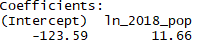 Coefficients:
(Intercept)  ln_2018_pop
    -123.59        11.66